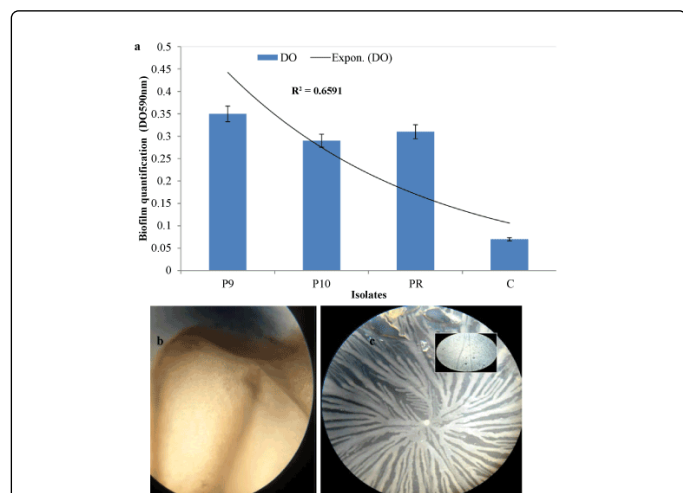 a
0.5
0.45
0.4
0.35
0.3
0.25
0.2
0.15
0.1
0.05
0
Biofilm quantification (DO590nm)
DO
Expon. (DO)
R² = 0.6591
P9
P10
PR
C
Isolates
b
c